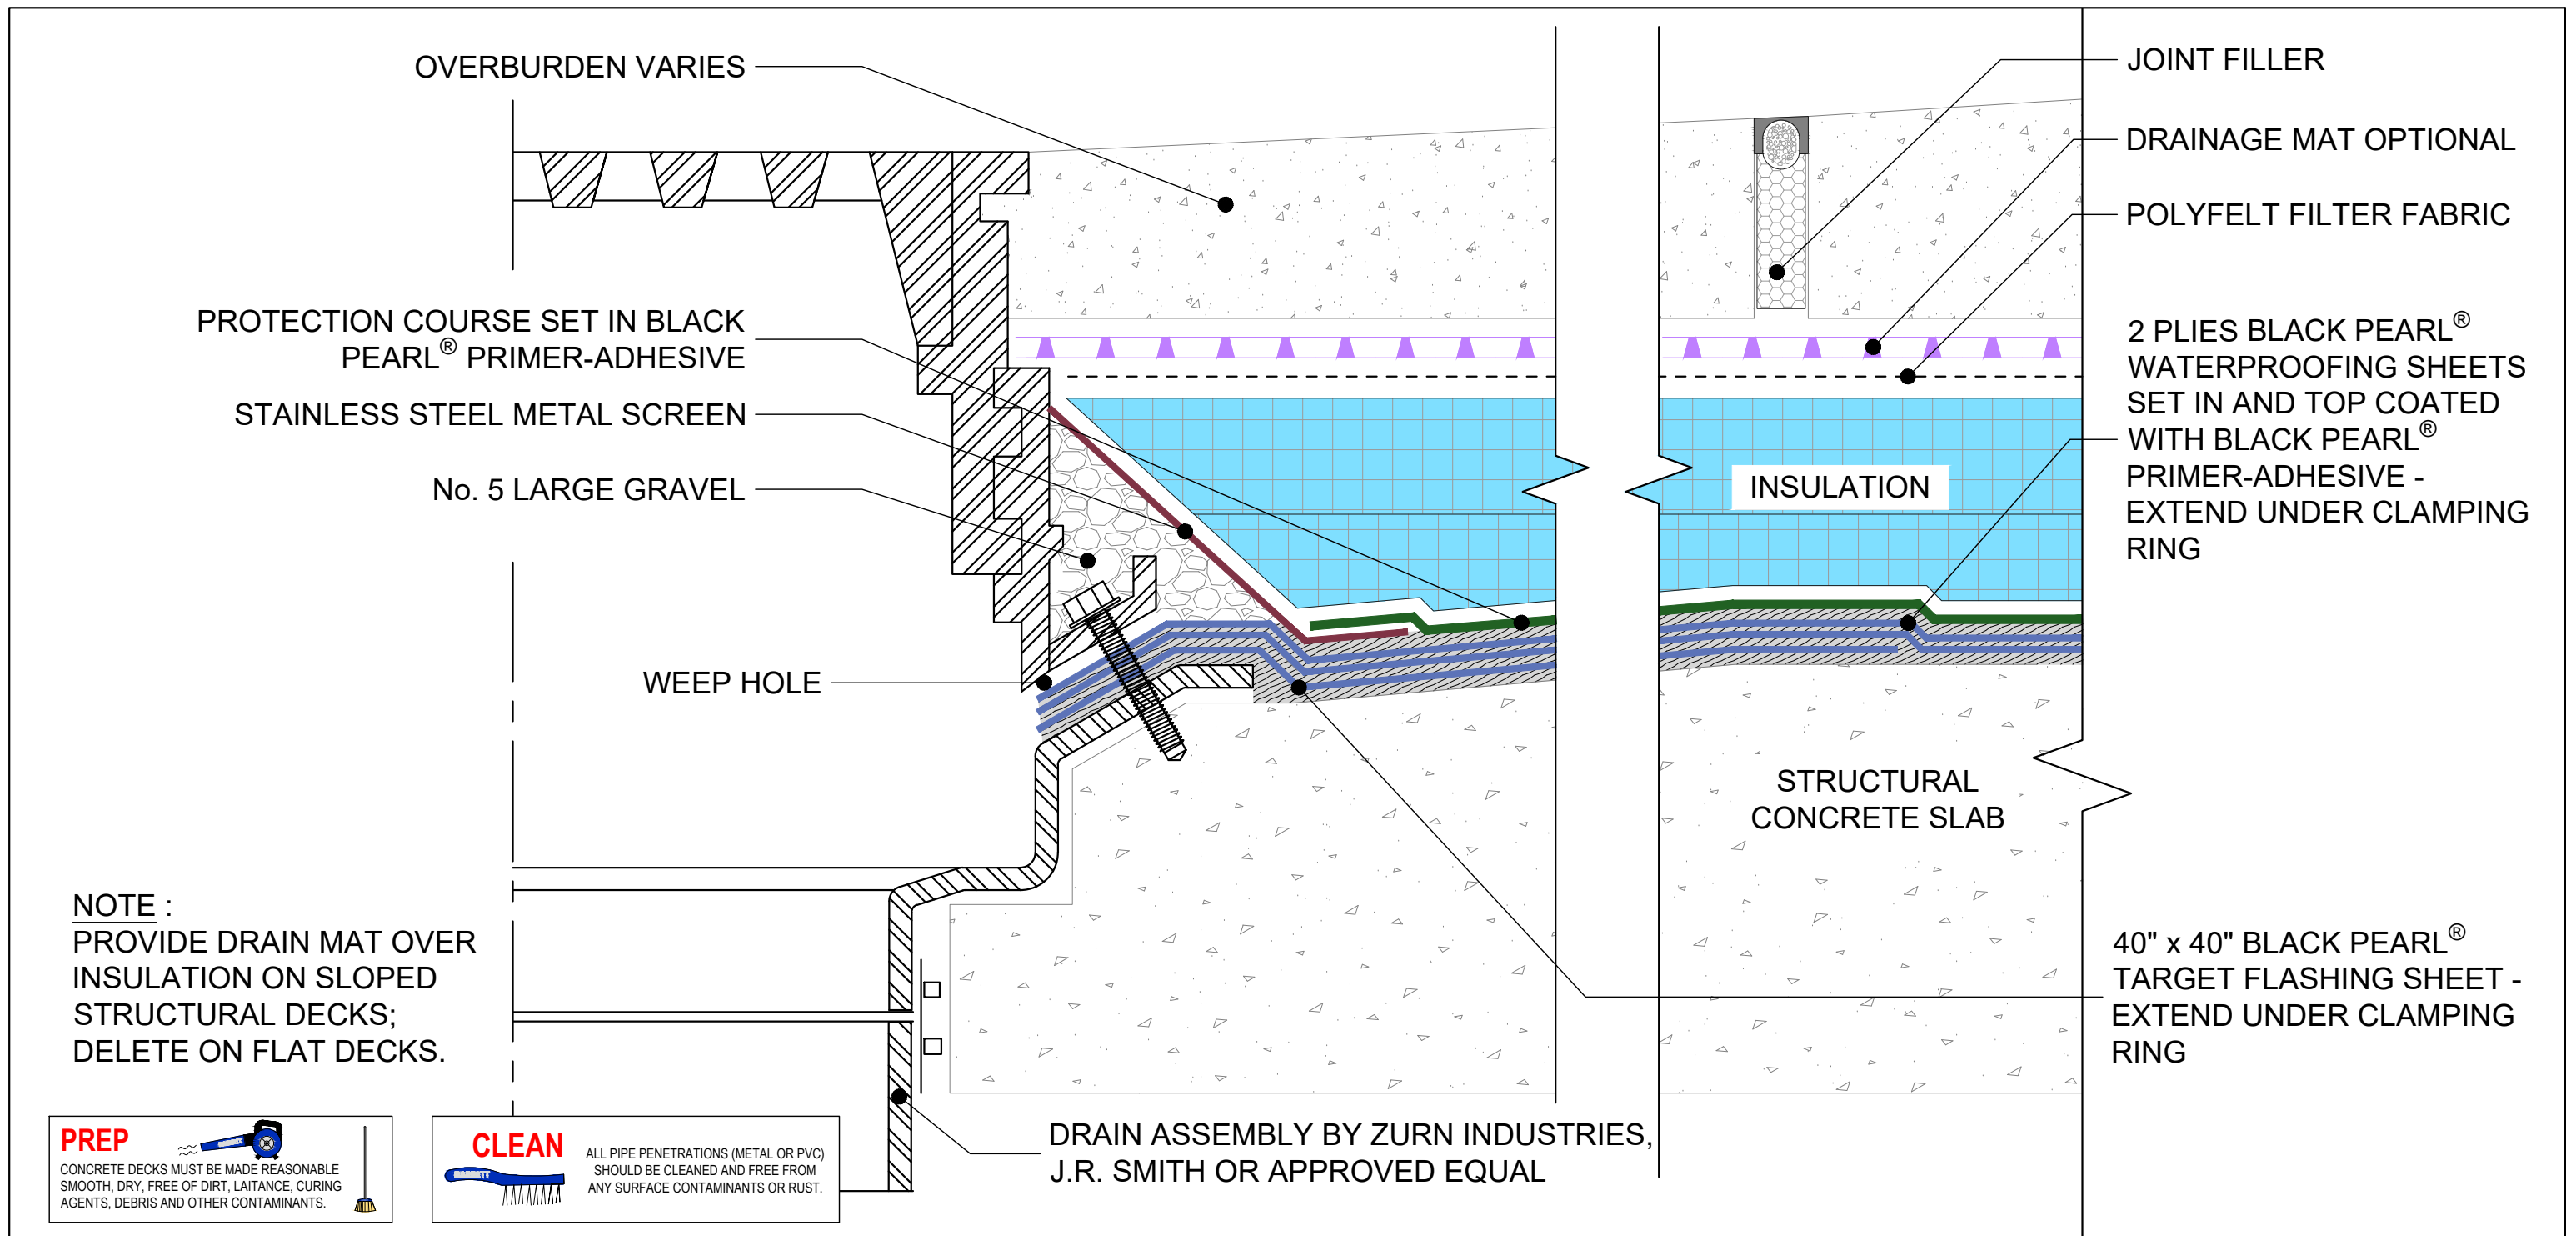 OVERBURDEN VARIES
PROTECTION COURSE SET IN BLACK
PEARL® PRIMER-ADHESIVE
STAINLESS STEEL METAL SCREEN
No. 5 LARGE GRAVEL
WEEP HOLE
NOTE :
PROVIDE DRAIN MAT OVER
INSULATION ON SLOPED
STRUCTURAL DECKS;
DELETE ON FLAT DECKS.
PREP
CONCRETE DECKS MUST BE MADE REASONABLE
SMOOTH, DRY, FREE OF DIRT, LAITANCE, CURING
AGENTS, DEBRIS AND OTHER CONTAMINANTS.
CLEAN
ALL PIPE PENETRATIONS (METAL OR PVC)
SHOULD BE CLEANED AND FREE FROM
ANY SURFACE CONTAMINANTS OR RUST.
DRAIN ASSEMBLY BY ZURN INDUSTRIES,
J.R. SMITH OR APPROVED EQUAL
INSULATION
STRUCTURAL
CONCRETE SLAB
JOINT FILLER
DRAINAGE MAT OPTIONAL
POLYFELT FILTER FABRIC
2 PLIES BLACK PEARL®
WATERPROOFING SHEETS
SET IN AND TOP COATED
WITH BLACK PEARL®
PRIMER-ADHESIVE -
EXTEND UNDER CLAMPING
RING
40" x 40" BLACK PEARL®
TARGET FLASHING SHEET -
EXTEND UNDER CLAMPING
RING